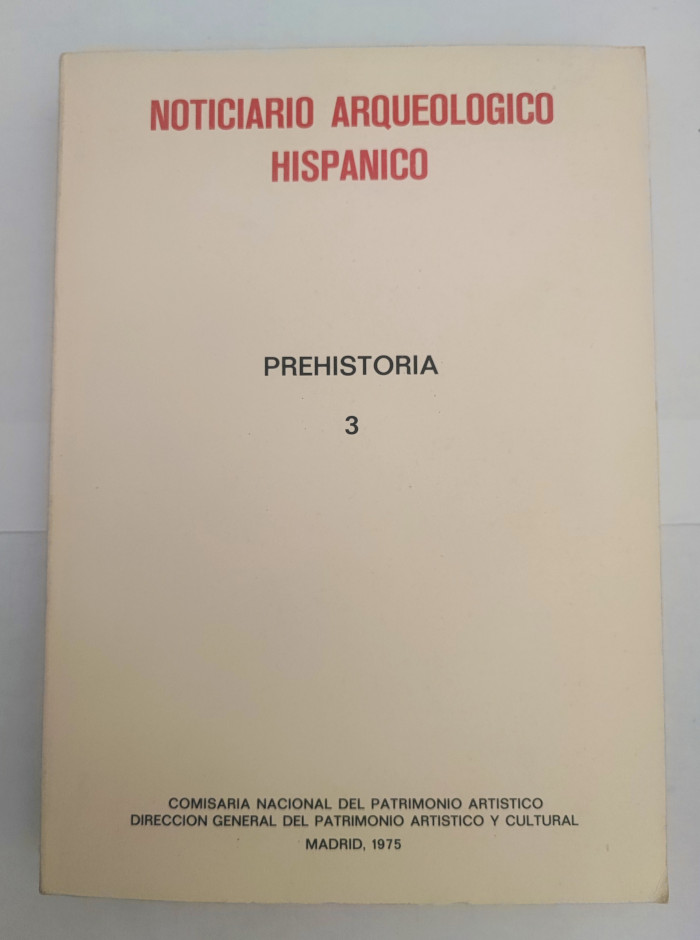 NOTICIARIO ARQUEOLOGICO
HISPANICO
PREHISTORIA
3
COMISARIA NACIONAL DEL PATRIMONIO ARTISTICO
DIRECCION GENERAL DEL PATRIMONIO ARTISTICO Y CULTURAL
MADRID, 1975